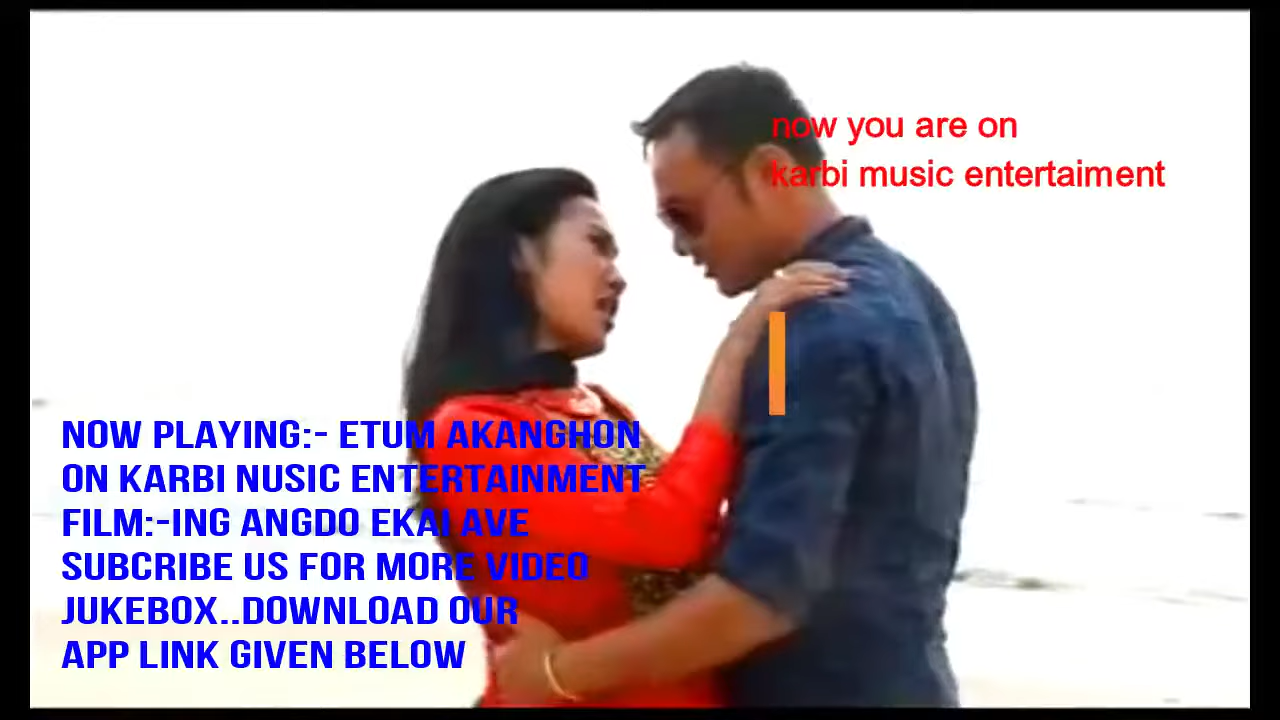 now you are on
karbi music entertaiment
NOW PLAYING:- ETUM AKANGHON
ON KARBI NUSIC ENTERTAINMENT
FILM:-ING ANGDO EKAI AVE
SUBCRIBE US FOR MORE VIDEO
JUKEBOX..DOWNLOAD OUR
APP LINK GIVEN BELOW